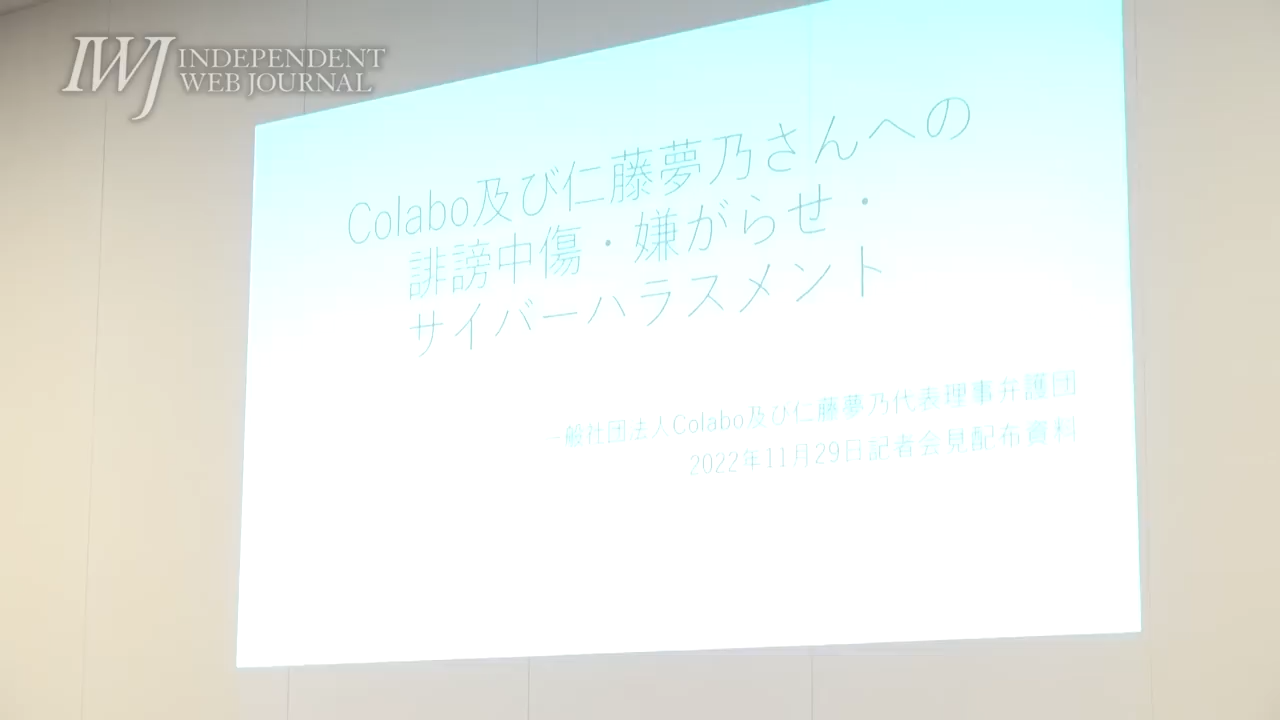 IWJ INDEPENDENT
WEB JOURNAL
Colabo及び仁藤夢乃さんへの
誹謗中傷・嫌がらせ・
サイバーハラスメント
一般社団法人Colabo及び仁藤夢乃代表理事弁護団
2022年11月29日記者会見配布資料